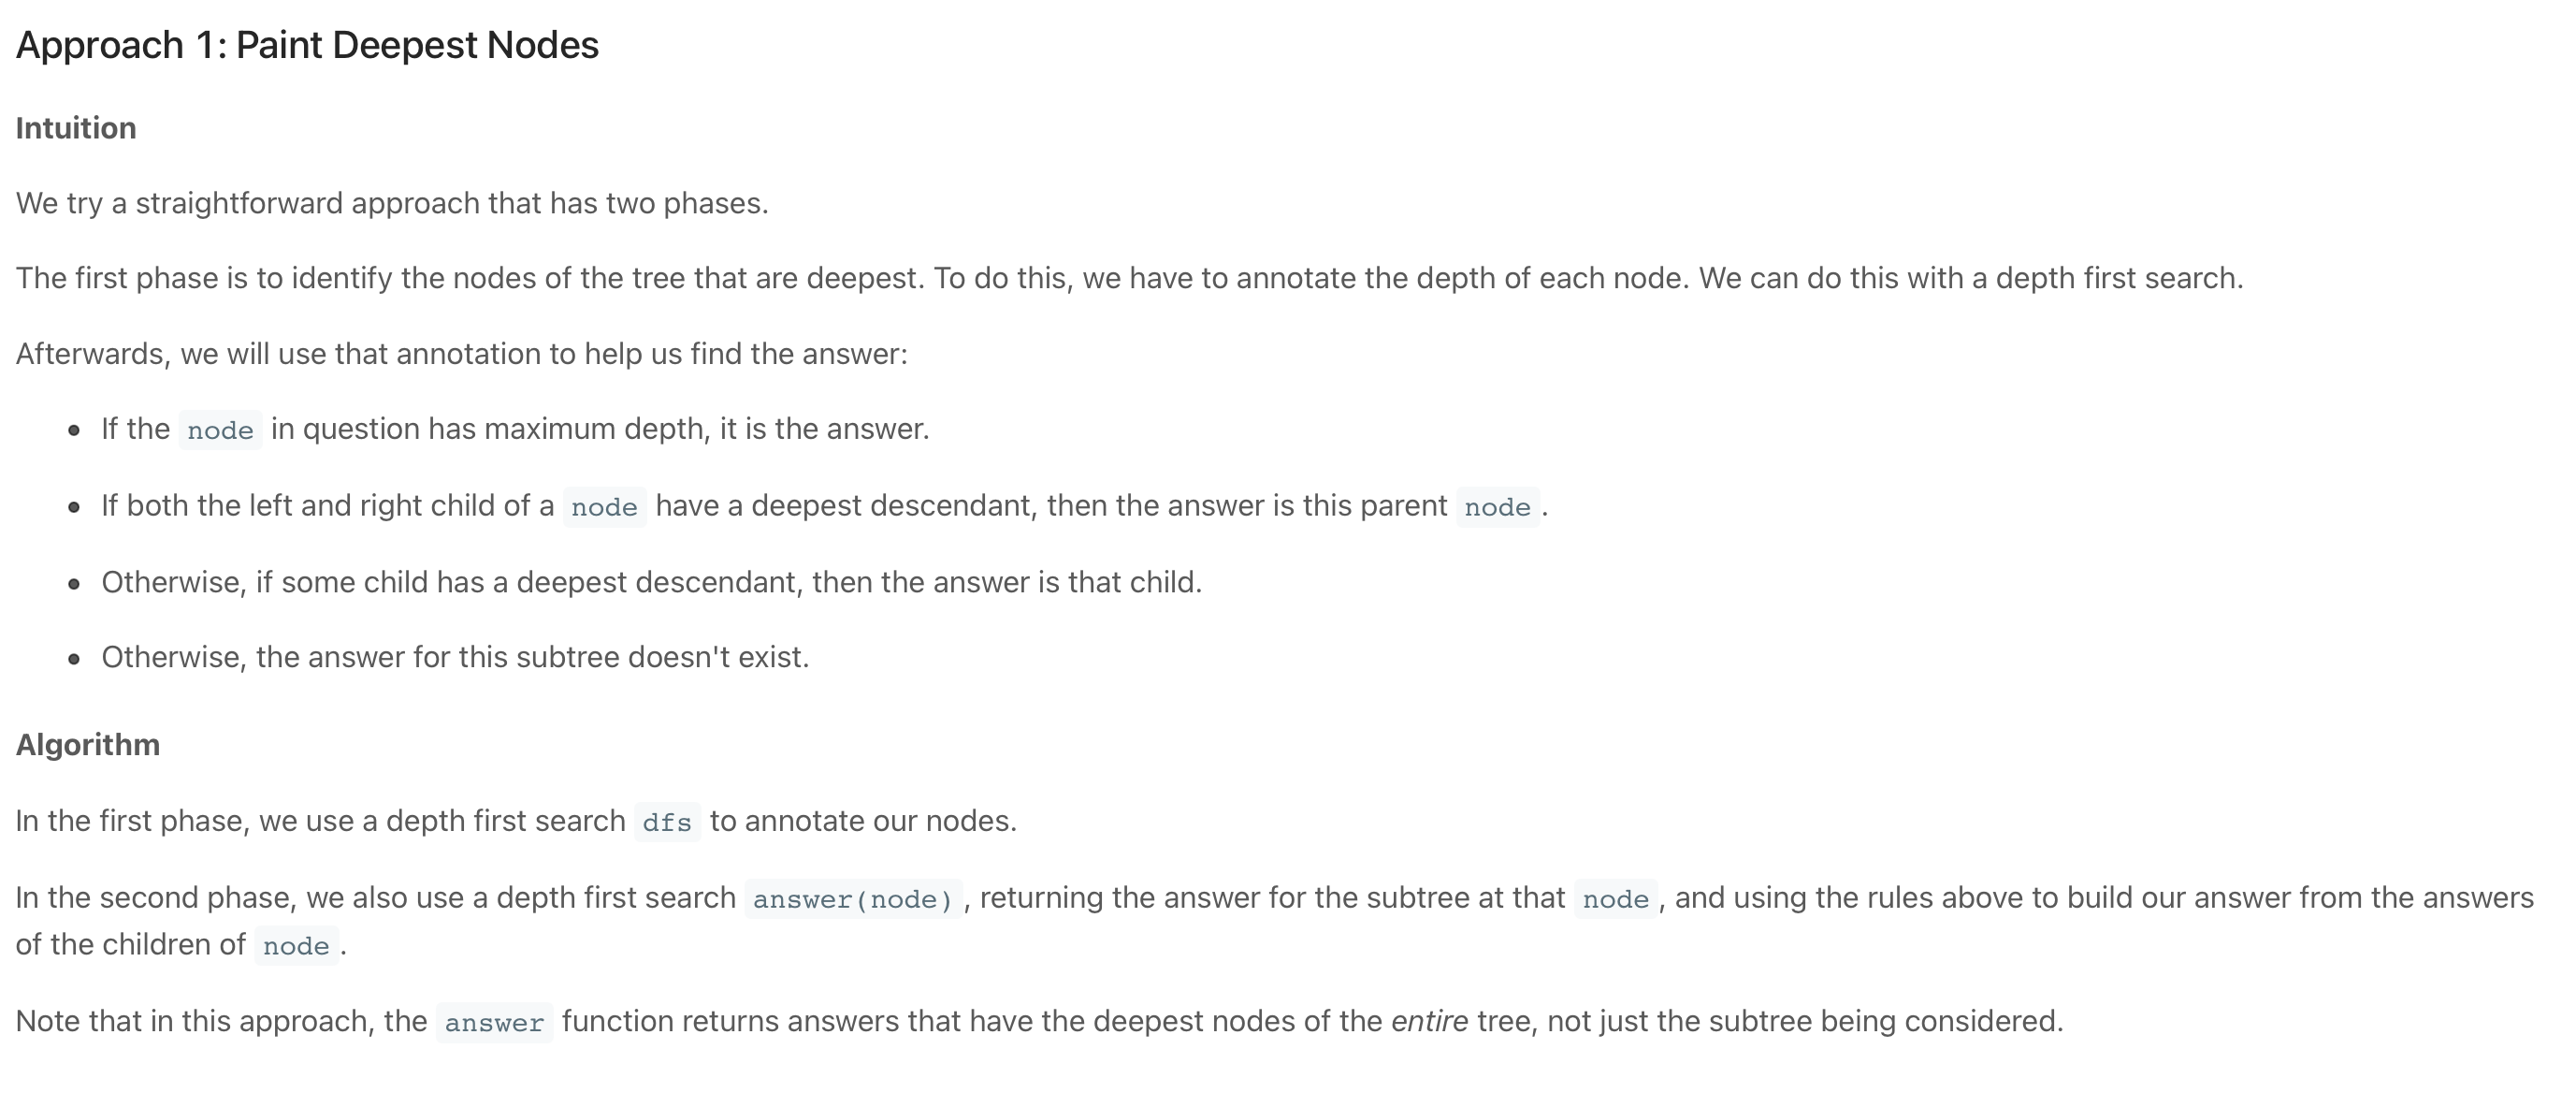 Approach 1: Paint Deepest Nodes
Intuition
We try a straightforward approach that has two phases.
The first phase is to identify the nodes of the tree that are deepest. To do this, we have to annotate the depth of each node. We can do this with a depth first search.
Afterwards, we will use that annotation to help us find the answer:
• If the node in question has maximum depth, it is the answer.
• If both the left and right child of a node have a deepest descendant, then the answer is this parent node .
• Otherwise, if some child has a deepest descendant, then the answer is that child.
• Otherwise, the answer for this subtree doesn't exist.
Algorithm
In the first phase, we use a depth first search dfs to annotate our nodes.
In the second phase, we also use a depth first search answer(node) , returning the answer for the subtree at that node , and using the rules above to build our answer from the answers
of the children of node .
Note that in this approach, the answer function returns answers that have the deepest nodes of the entire tree, not just the subtree being considered.